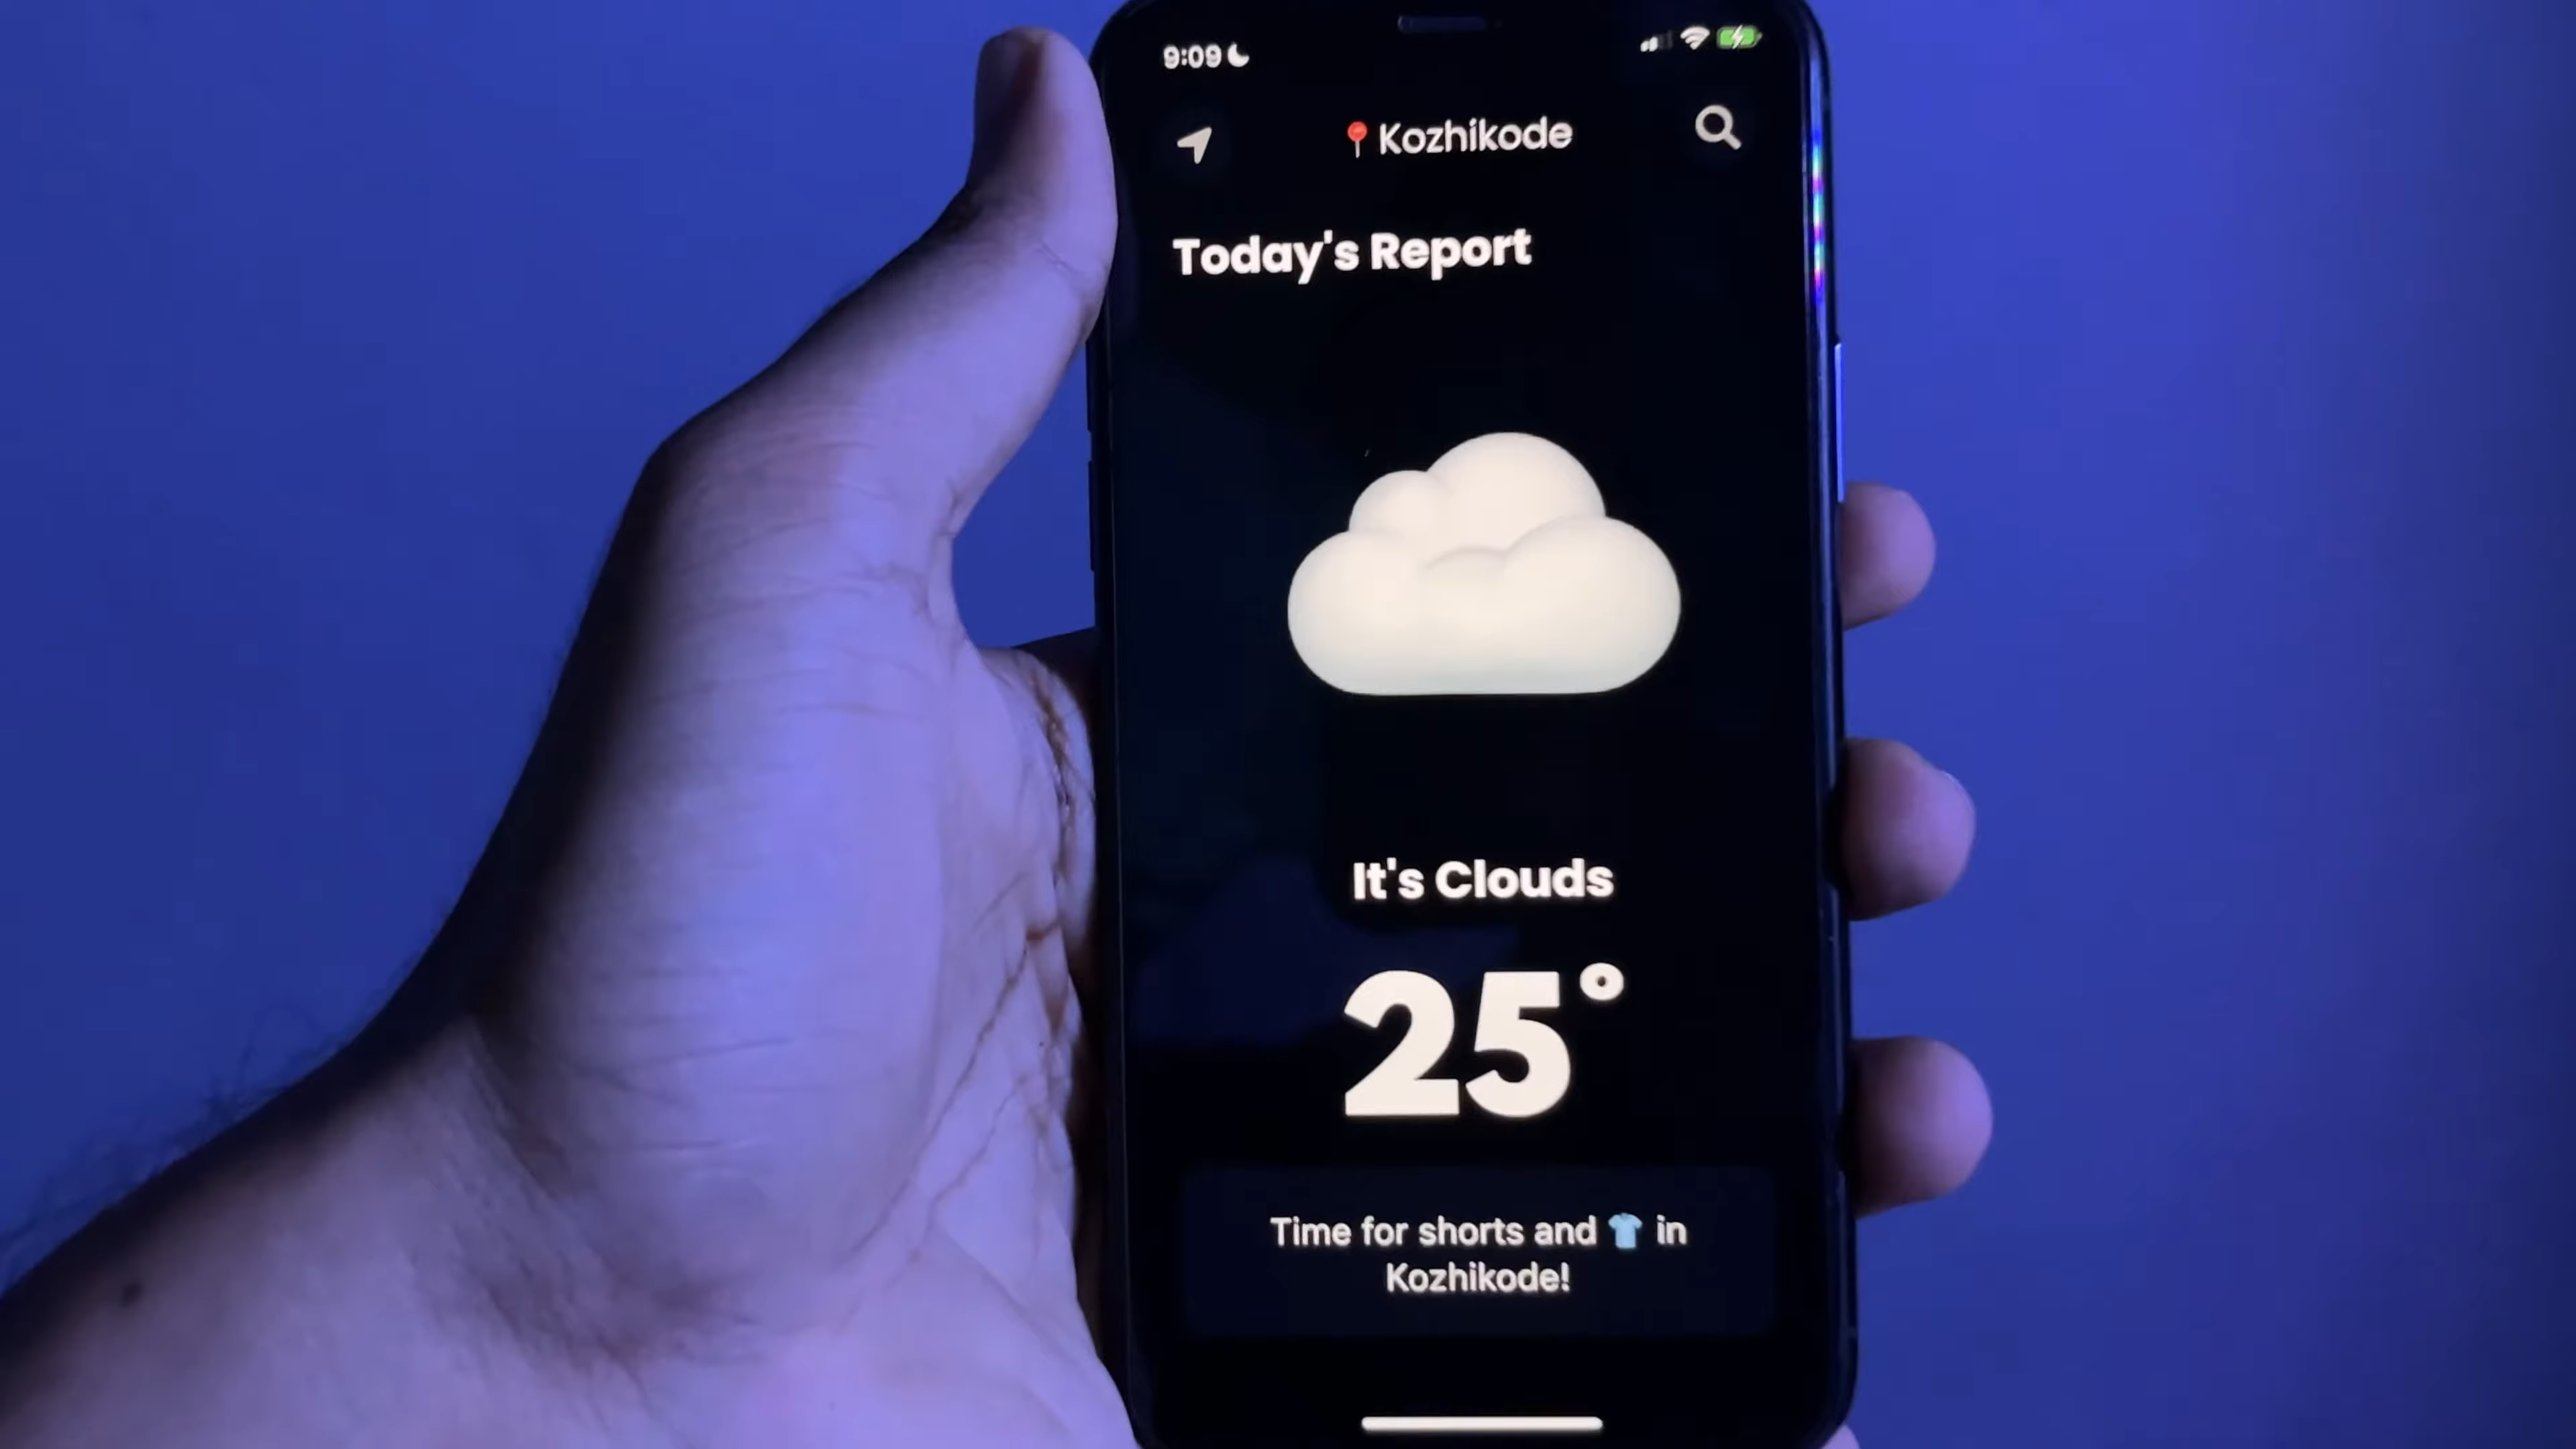 9:09
Kozhikode
Today's Report
It's Clouds
25°
Time for shorts and 👕 in
Kozhikode!